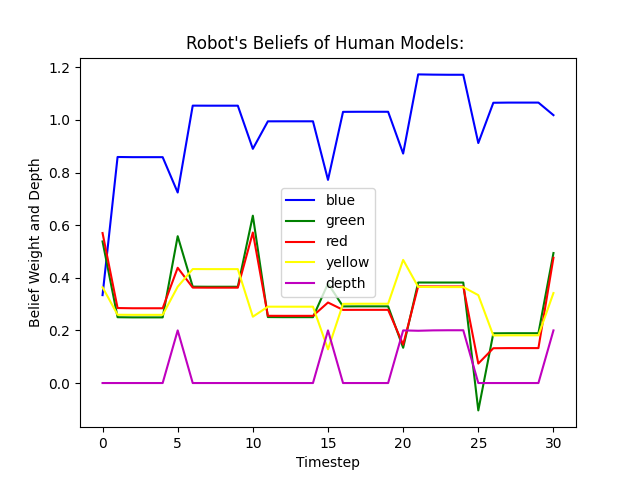 Robot's Beliefs of Human Models:
1.2
1.0
0.8
0.6
0.4
0.2
0.0
Belief Weight and Depth
blue
green
red
yellow
depth
0 5 10 15 20 25 30
Timestep